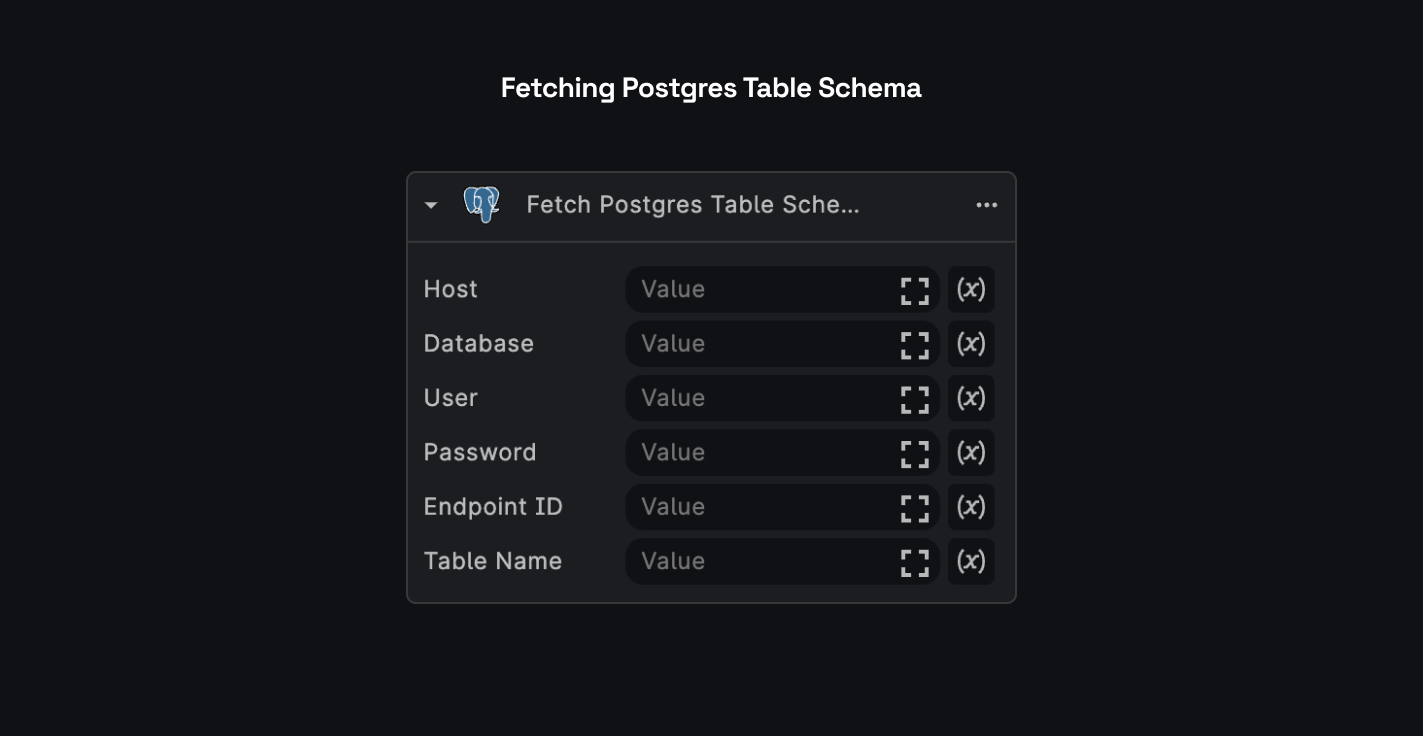 Fetching Postgres Table Schema
Fetch Postgres Table Sche...
Host Value (x)
Database Value (x)
User Value (x)
Password Value (x)
Endpoint ID Value (x)
Table Name Value (x)